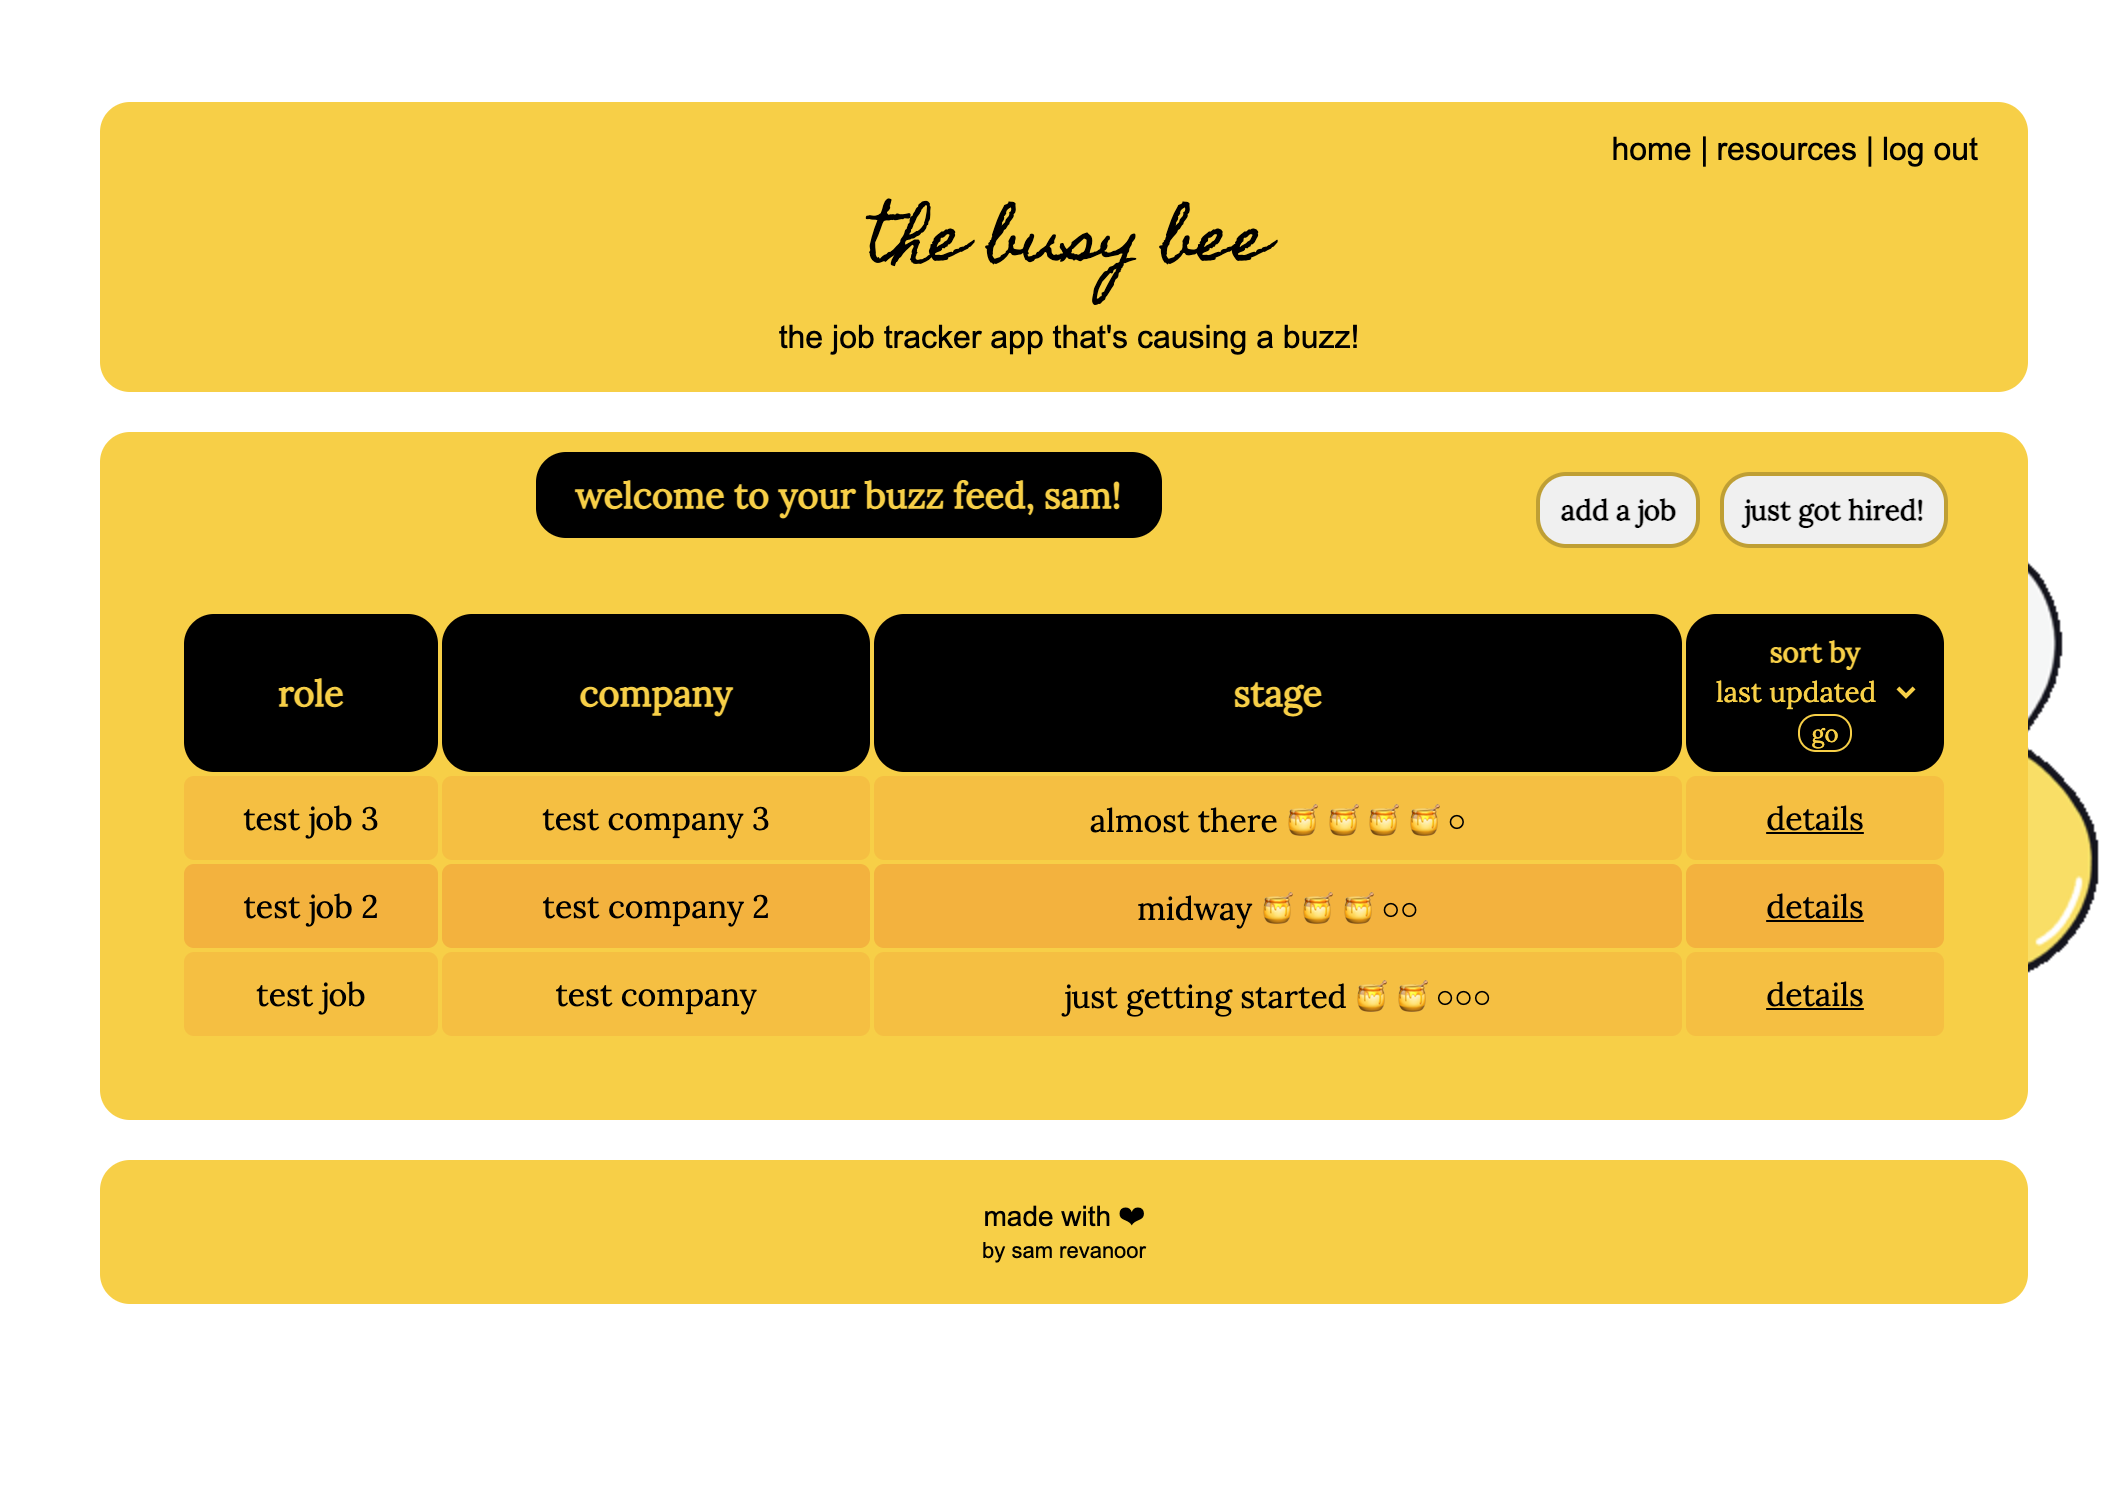 home | resources | log out
the busy bee
the job tracker app that's causing a buzz!
welcome to your buzz feed, sam!
add a job
just got hired!
role
company
stage
sort by
last updated
go
test job 3
test company 3
almost there 🍯 🍯 🍯 🍯 ○
details
test job 2
test company 2
midway 🍯 🍯 🍯 ○○
details
test job
test company
just getting started 🍯 🍯 ○○○
details
made with ❤
by sam revanoor